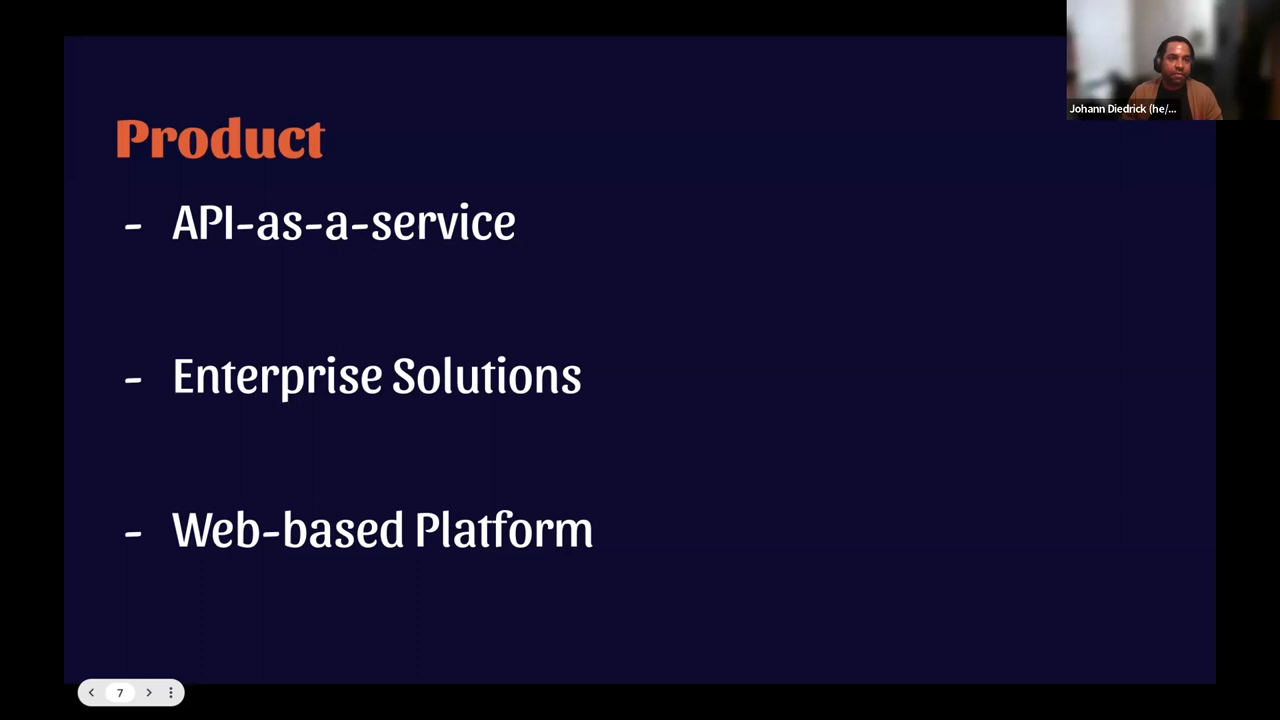 Johann Diedrick (he/...
Product
- API-as-a-service
- Enterprise Solutions
- Web-based Platform
7